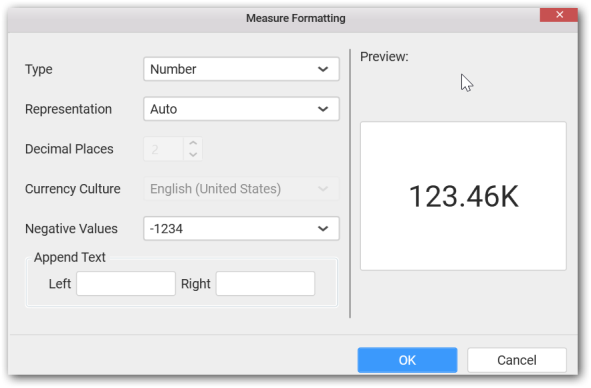 Measure Formatting
Type Number
Preview:
Representation Auto
Decimal Places 2
Currency Culture English (United States)
123.46K
Negative Values -1234
Append Text
Left Right
OK Cancel